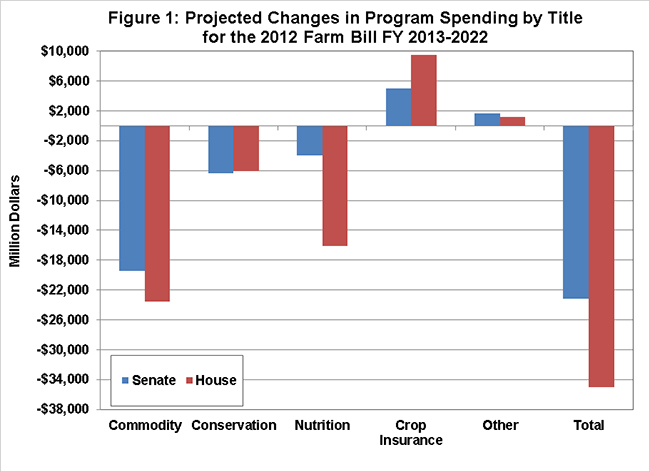 Figure 1: Projected Changes in Program Spending by Title
for the 2012 Farm Bill FY 2013-2022
$10,000
$6,000
$2,000
-$2,000
-$6,000
-$10,000
-$14,000
-$18,000
-$22,000
-$26,000
-$30,000
-$34,000
-$38,000
Million Dollars
Senate House
Commodity Conservation Nutrition Crop Other Total
Insurance